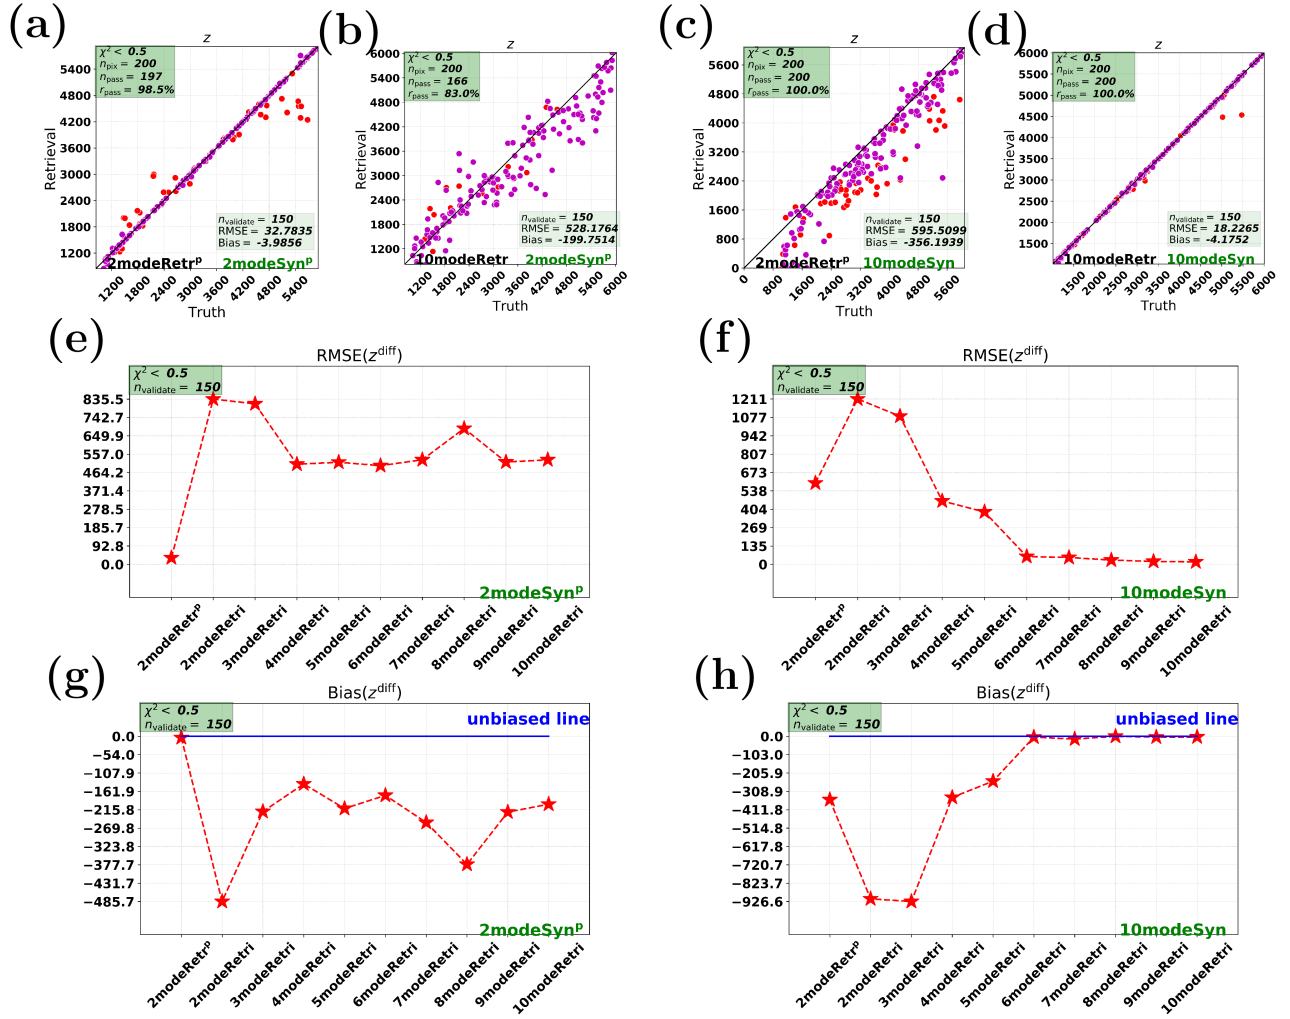 (a)
z
χ² < 0.5
n_pix = 200
n_pass = 197
r_pass = 98.5%
5400
4800
4200
3600
3000
2400
1800
1200
Retrieval
n_validate = 150
RMSE = 32.7835
Bias = -3.9856
2modeRetrᵖ 2modeSynᵖ
1200 1800 2400 3000 3600 4200 4800 5400
Truth
(b)
z
χ² < 0.5
n_pix = 200
n_pass = 166
r_pass = 83.0%
6000
5400
4800
4200
3600
3000
2400
1800
1200
Retrieval
n_validate = 150
RMSE = 528.1764
Bias = -199.7514
10modeRetr 2modeSynᵖ
1200 1800 2400 3000 3600 4200 4800 5400 6000
Truth
(c)
z
χ² < 0.5
n_pix = 200
n_pass = 200
r_pass = 100.0%
5600
4800
4000
3200
2400
1600
800
0
Retrieval
n_validate = 150
RMSE = 595.5099
Bias = -356.1939
2modeRetrᵖ 10modeSyn
0 800 1600 2400 3200 4000 4800 5600
Truth
(d)
z
χ² < 0.5
n_pix = 200
n_pass = 200
r_pass = 100.0%
6000
5500
5000
4500
4000
3500
3000
2500
2000
1500
Retrieval
n_validate = 150
RMSE = 18.2265
Bias = -4.1752
10modeRetr 10modeSyn
1500 2000 2500 3000 3500 4000 4500 5000 5500 6000
Truth
(e)
RMSE(z^diff)
χ² < 0.5
n_validate = 150
835.5
742.7
649.9
557.0
464.2
371.4
278.5
185.7
92.8
0.0
2modeSynᵖ
2modeRetrᵖ 2modeRetri 3modeRetri 4modeRetri 5modeRetri 6modeRetri 7modeRetri 8modeRetri 9modeRetri 10modeRetri
(f)
RMSE(z^diff)
χ² < 0.5
n_validate = 150
1211
1077
942
807
673
538
404
269
135
0
10modeSyn
2modeRetrᵖ 2modeRetri 3modeRetri 4modeRetri 5modeRetri 6modeRetri 7modeRetri 8modeRetri 9modeRetri 10modeRetri
(g)
Bias(z^diff)
χ² < 0.5
n_validate = 150
unbiased line
0.0
−54.0
−107.9
−161.9
−215.8
−269.8
−323.8
−377.7
−431.7
−485.7
2modeSynᵖ
2modeRetrᵖ 2modeRetri 3modeRetri 4modeRetri 5modeRetri 6modeRetri 7modeRetri 8modeRetri 9modeRetri 10modeRetri
(h)
Bias(z^diff)
χ² < 0.5
n_validate = 150
unbiased line
0.0
−103.0
−205.9
−308.9
−411.8
−514.8
−617.8
−720.7
−823.7
−926.6
10modeSyn
2modeRetrᵖ 2modeRetri 3modeRetri 4modeRetri 5modeRetri 6modeRetri 7modeRetri 8modeRetri 9modeRetri 10modeRetri